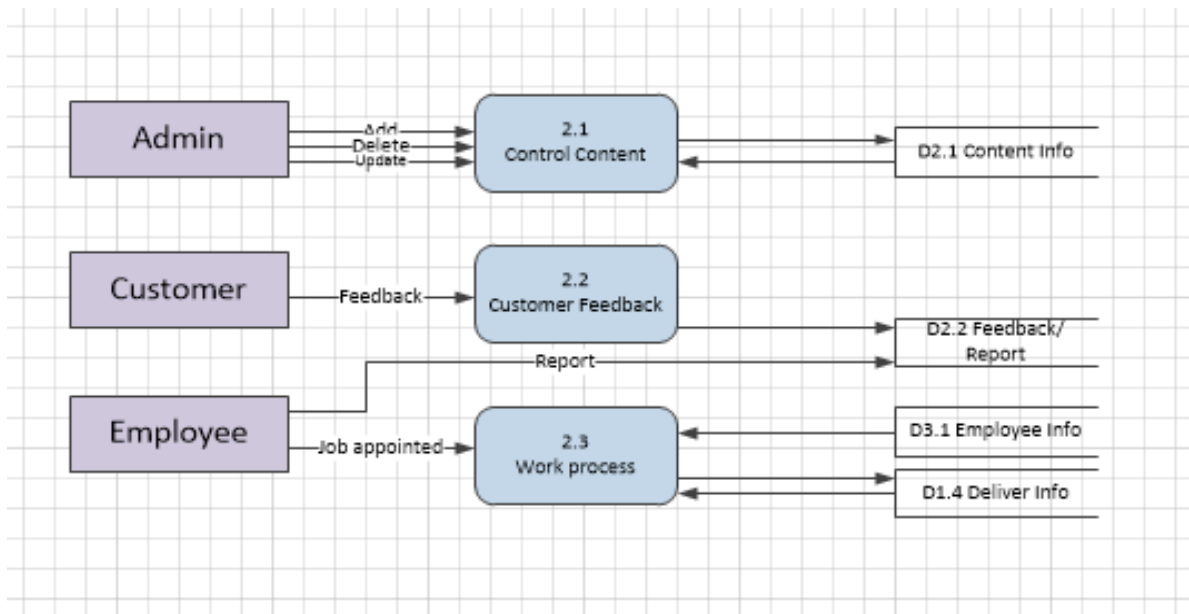 Admin
Add
Delete
Update
2.1
Control Content
D2.1 Content Info
Customer
Feedback
2.2
Customer Feedback
D2.2 Feedback/
Report
Report
Employee
Job appointed
2.3
Work process
D3.1 Employee Info
D1.4 Deliver Info